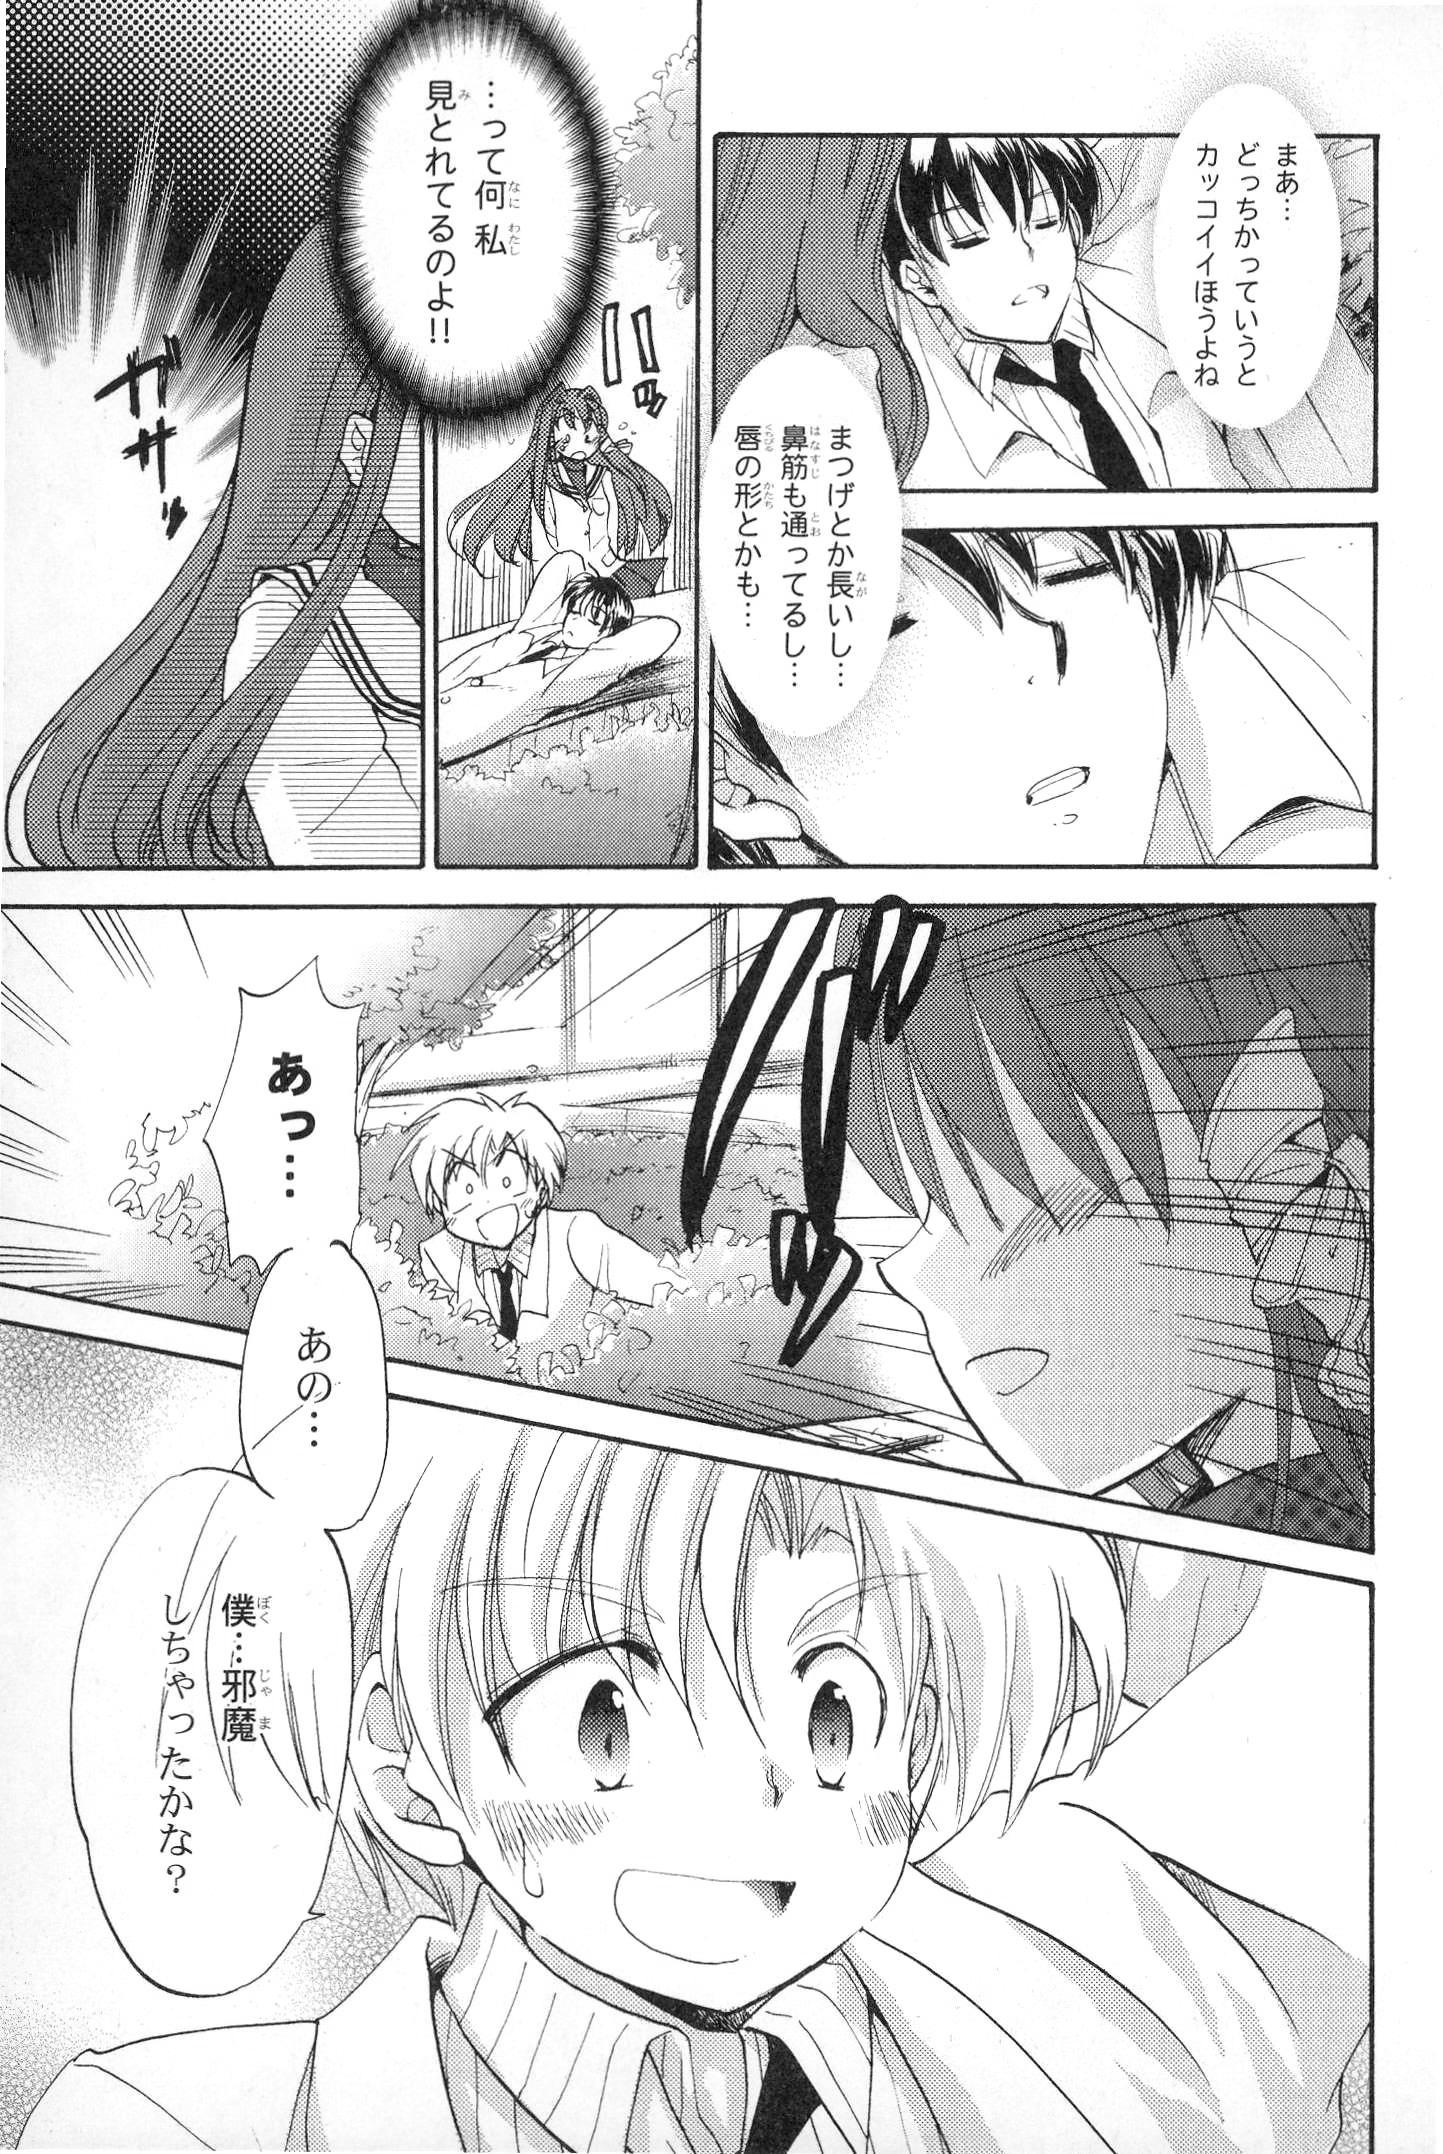 まあ…
どっちかっていうと
カッコイイほうよね
まつげとか長いし…
鼻筋も通ってるし…
唇の形とかも…
…って何 私
見とれてるのよ!!
ガサッ
あっ…
あの…
僕…邪魔
しちゃったかな?